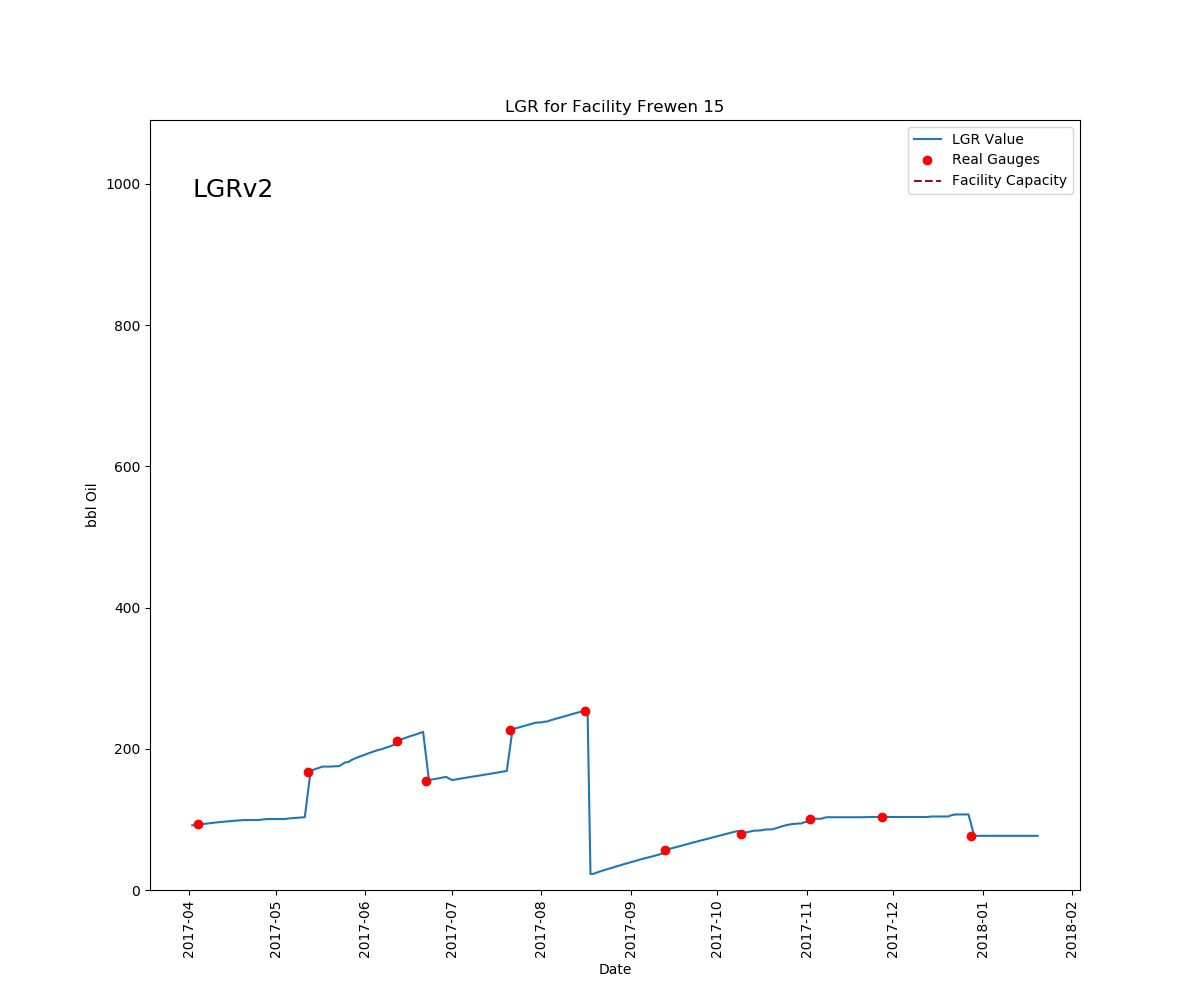 LGR for Facility Frewen 15
LGRv2
LGR Value
Real Gauges
Facility Capacity
bbl Oil
1000
800
600
400
200
0
2017-04
2017-05
2017-06
2017-07
2017-08
2017-09
2017-10
2017-11
2017-12
2018-01
2018-02
Date